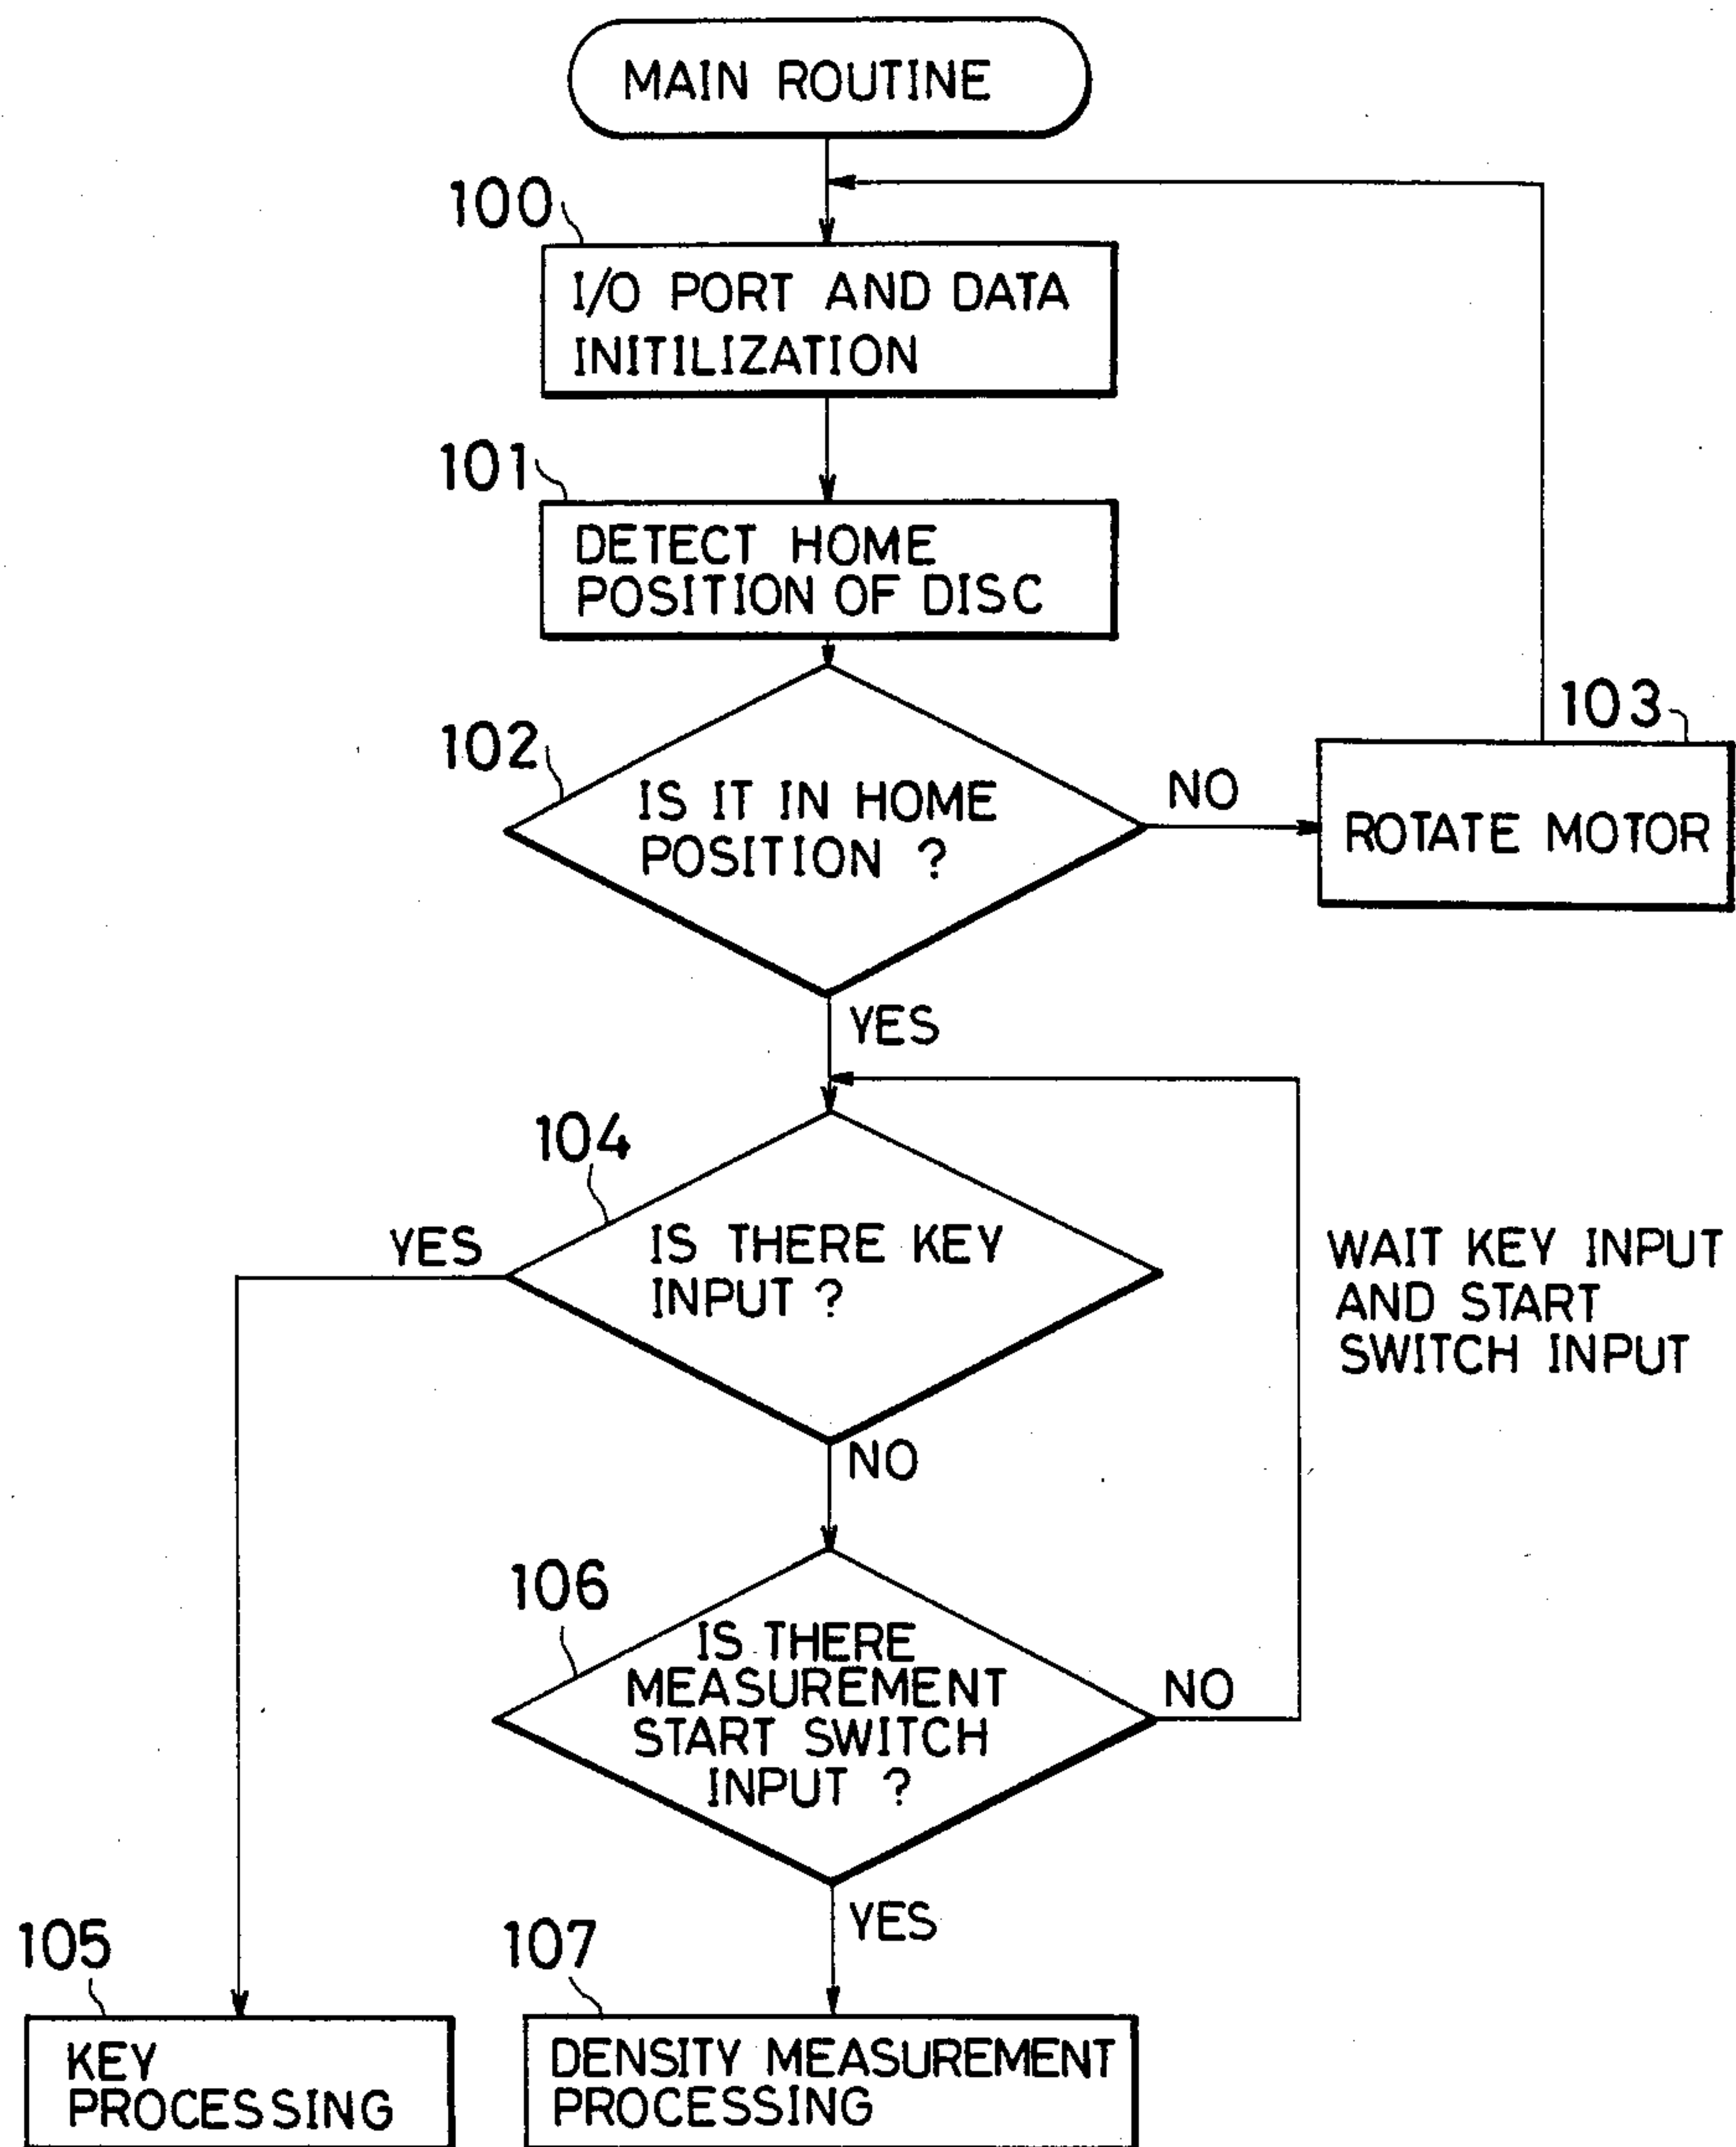 MAIN ROUTINE
100
I/O PORT AND DATA
INITILIZATION
101
DETECT HOME
POSITION OF DISC
102
IS IT IN HOME
POSITION ?
NO
103
ROTATE MOTOR
YES
104
YES
IS THERE KEY
INPUT ?
WAIT KEY INPUT
AND START
SWITCH INPUT
NO
106
IS THERE
MEASUREMENT
START SWITCH
INPUT ?
NO
YES
105
KEY
PROCESSING
107
DENSITY MEASUREMENT
PROCESSING